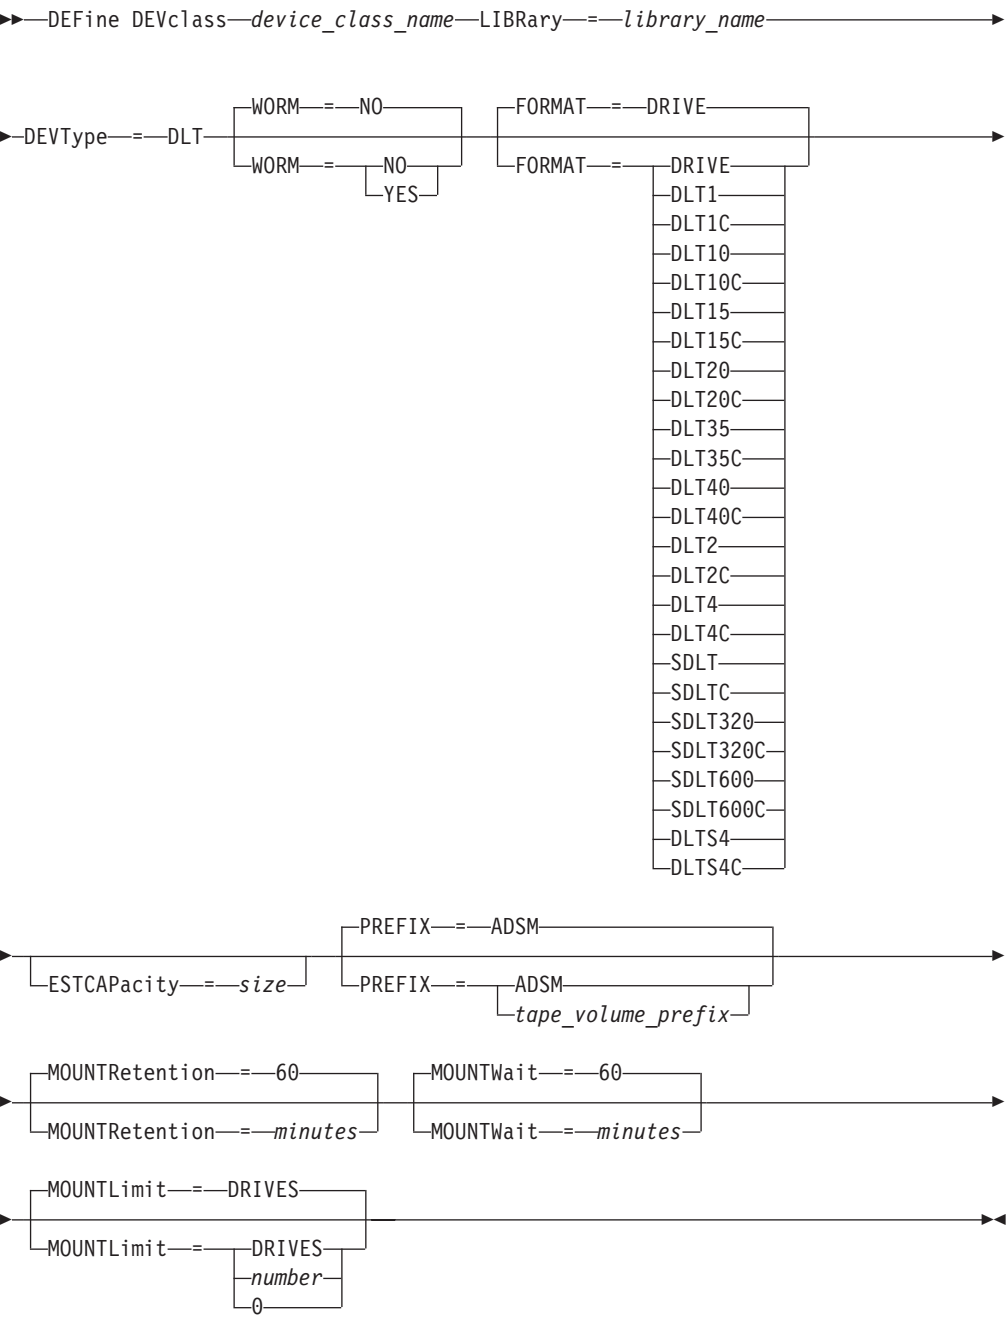 DEFine DEVclass device_class_name LIBRary = library_name
WORM = NO FORMAT = DRIVE
DEVType = DLT
WORM = NO FORMAT = DRIVE
YES DLT1
DLT1C
DLT10
DLT10C
DLT15
DLT15C
DLT20
DLT20C
DLT35
DLT35C
DLT40
DLT40C
DLT2
DLT2C
DLT4
DLT4C
SDLT
SDLTC
SDLT320
SDLT320C
SDLT600
SDLT600C
DLTS4
DLTS4C
PREFIX = ADSM
ESTCAPacity = size PREFIX = ADSM
tape_volume_prefix
MOUNTRetention = 60 MOUNTWait = 60
MOUNTRetention = minutes MOUNTWait = minutes
MOUNTLimit = DRIVES
MOUNTLimit = DRIVES
number
0